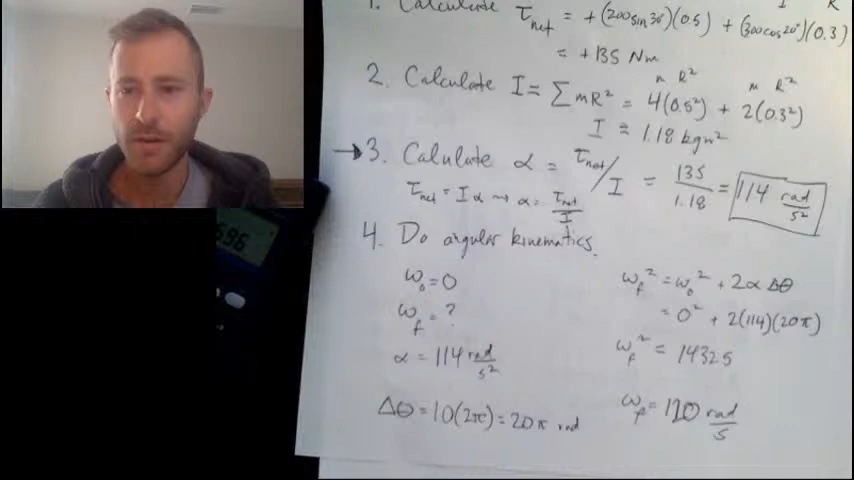 1. Calculate τnet = +(200sin30°)(0.5) + (300cos20°)(0.3)
I R
= +135 Nm
2. Calculate I = ∑mR² = 4(0.5²) + 2(0.3²)
m R² m R²
I = 1.18 kgm²
→ 3. Calulate α = τnet/I = 135/1.18 = 114 rad/s²
τnet = Iα → α = τnet/I
4. Do angular kinematics.
ω₀ = 0
ωf = ?
α = 114 rad/s²
Δθ = 10(2π) = 20π rad
ωf² = ω₀² + 2αΔθ
= 0² + 2(114)(20π)
ωf² = 14325
ωf = 120 rad/s
696